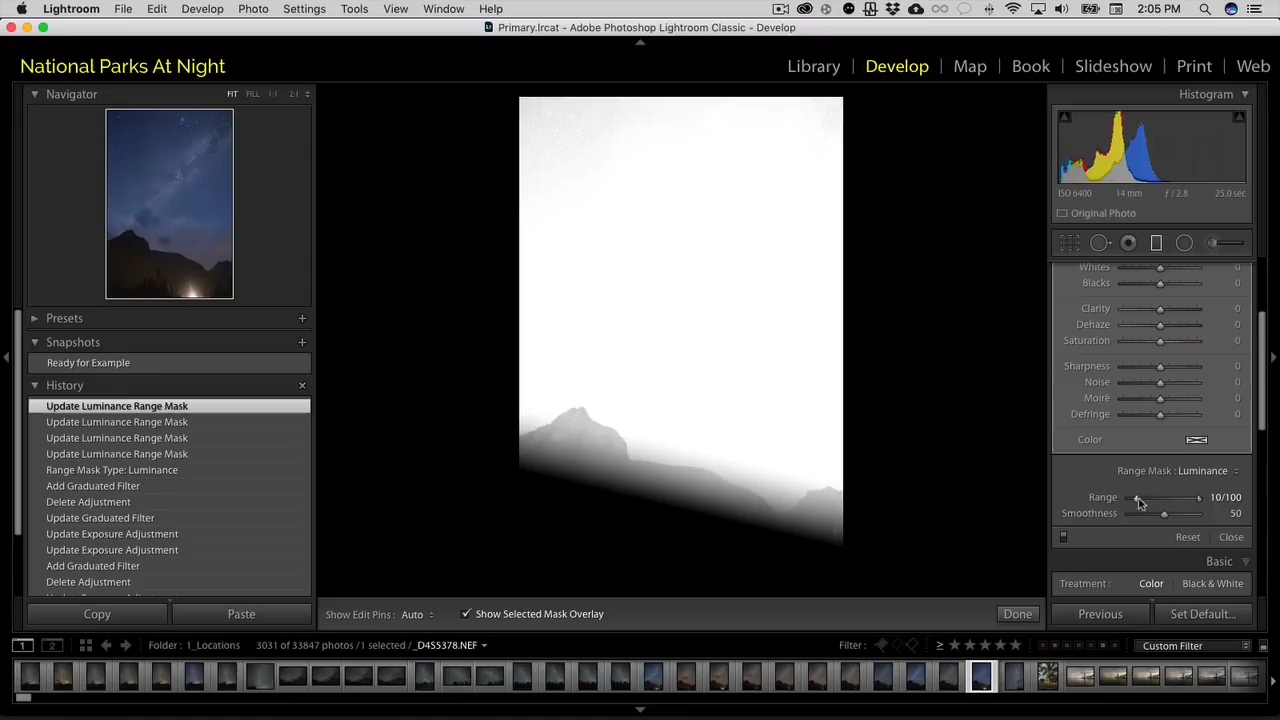 Lightroom File Edit Develop Photo Settings Tools View Window Help 2:05 PM
Primary.lrcat - Adobe Photoshop Lightroom Classic - Develop
National Parks At Night Library Develop Map Book Slideshow Print Web
Navigator FIT FILL 1:1 2:1
Histogram
ISO 6400 14 mm ƒ / 2.8 25.0 sec
Original Photo
Presets
Snapshots
Ready for Example
History
Update Luminance Range Mask
Update Luminance Range Mask
Update Luminance Range Mask
Update Luminance Range Mask
Range Mask Type: Luminance
Add Graduated Filter
Delete Adjustment
Update Graduated Filter
Update Exposure Adjustment
Update Exposure Adjustment
Add Graduated Filter
Delete Adjustment
Whites 0
Blacks 0
Clarity 0
Dehaze 0
Saturation 0
Sharpness 0
Noise 0
Moiré 0
Defringe 0
Color
Range Mask : Luminance
Range 10/100
Smoothness 50
Reset Close
Basic
Treatment : Color Black & White
Copy Paste Show Edit Pins : Auto Show Selected Mask Overlay Done Previous Set Default...
1 2 Folder : 1_Locations 3031 of 33847 photos /1 selected / _D4S5378.NEF Filter : ≥ Custom Filter